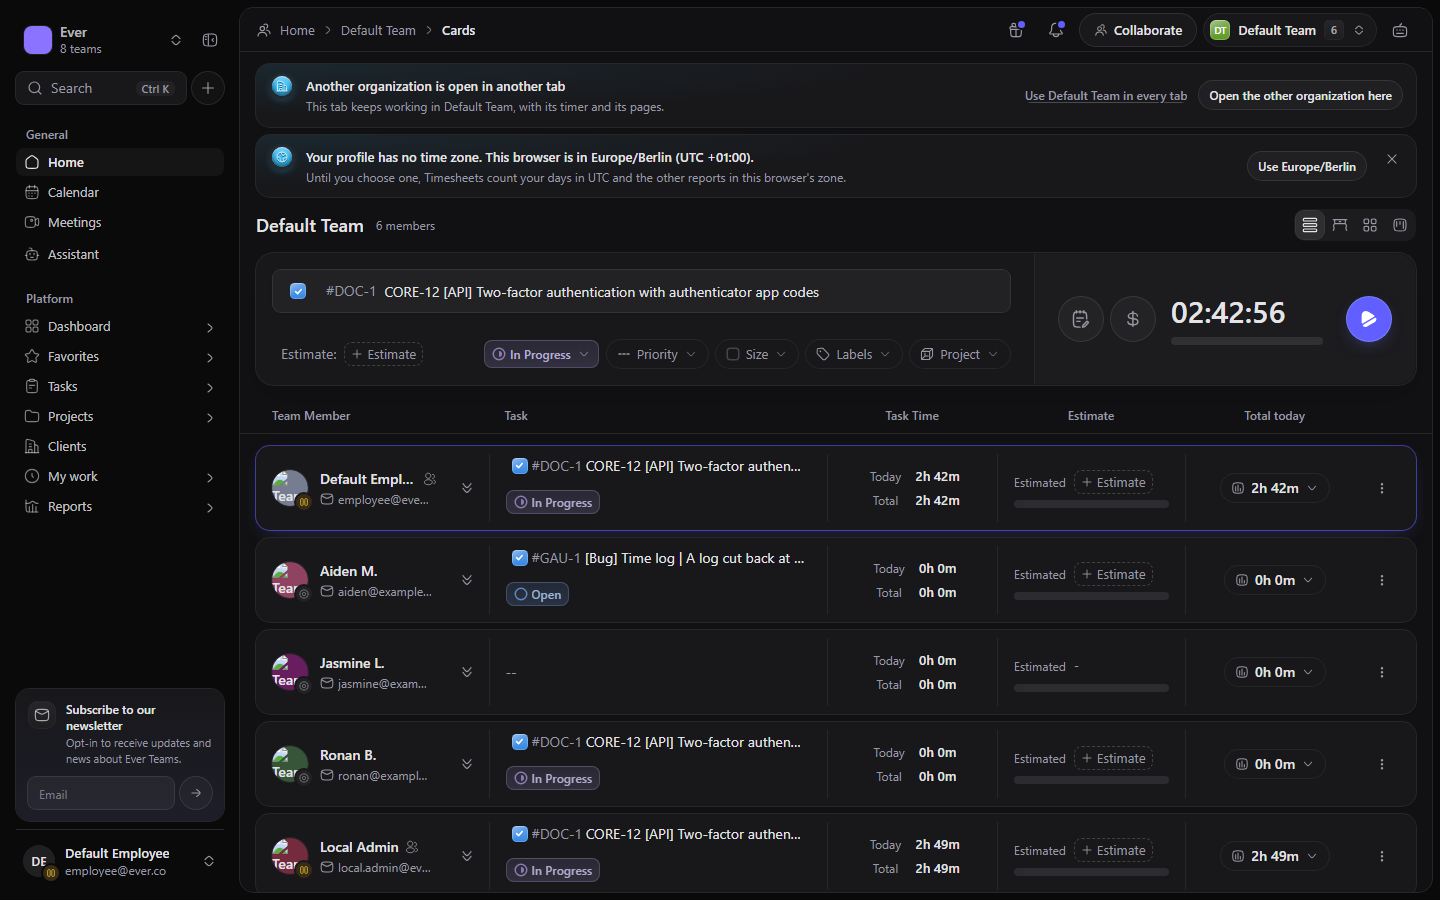 Ever
8 teams
Search
Ctrl K
General
Home
Calendar
Meetings
Assistant
Platform
Dashboard
Favorites
Tasks
Projects
Clients
My work
Reports
Subscribe to our
newsletter
Opt-in to receive updates and
news about Ever Teams.
Email
DE
Default Employee
employee@ever.co
Home
Default Team
Cards
Collaborate
DT
Default Team
6
Another organization is open in another tab
This tab keeps working in Default Team, with its timer and its pages.
Use Default Team in every tab
Open the other organization here
Your profile has no time zone. This browser is in Europe/Berlin (UTC +01:00).
Until you choose one, Timesheets count your days in UTC and the other reports in this browser's zone.
Use Europe/Berlin
Default Team
6 members
#DOC-1 CORE-12 [API] Two-factor authentication with authenticator app codes
Estimate:
+ Estimate
In Progress
Priority
Size
Labels
Project
$
02:42:56
Team Member
Task
Task Time
Estimate
Total today
Tea
Default Empl...
employee@eve...
#DOC-1 CORE-12 [API] Two-factor authen...
In Progress
Today 2h 42m
Total 2h 42m
Estimated + Estimate
2h 42m
Tea
Aiden M.
aiden@example...
#GAU-1 [Bug] Time log | A log cut back at ...
Open
Today 0h 0m
Total 0h 0m
Estimated + Estimate
0h 0m
Tea
Jasmine L.
jasmine@exam...
--
Today 0h 0m
Total 0h 0m
Estimated -
0h 0m
Tea
Ronan B.
ronan@exampl...
#DOC-1 CORE-12 [API] Two-factor authen...
In Progress
Today 0h 0m
Total 0h 0m
Estimated + Estimate
0h 0m
Tea
Local Admin
local.admin@ev...
#DOC-1 CORE-12 [API] Two-factor authen...
In Progress
Today 2h 49m
Total 2h 49m
Estimated + Estimate
2h 49m